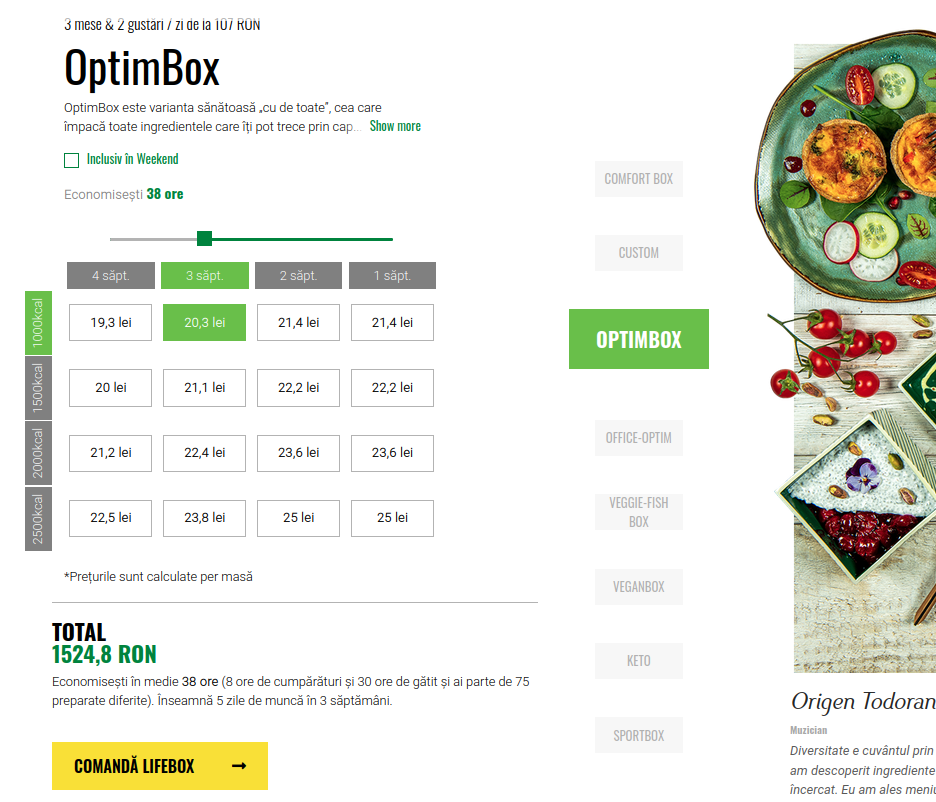 3 mese & 2 gustări / zi de la 107 RON
OptimBox
OptimBox este varianta sănătoasă „cu de toate”, cea care
împacă toate ingredientele care îți pot trece prin cap... Show more
Inclusiv în Weekend
Economisești 38 ore
4 săpt. 3 săpt. 2 săpt. 1 săpt.
1000kcal 19,3 lei 20,3 lei 21,4 lei 21,4 lei
1500kcal 20 lei 21,1 lei 22,2 lei 22,2 lei
2000kcal 21,2 lei 22,4 lei 23,6 lei 23,6 lei
2500kcal 22,5 lei 23,8 lei 25 lei 25 lei
*Prețurile sunt calculate per masă
TOTAL
1524,8 RON
Economisești în medie 38 ore (8 ore de cumpărături și 30 ore de gătit și ai parte de 75
preparate diferite). Înseamnă 5 zile de muncă în 3 săptămâni.
COMANDĂ LIFEBOX
COMFORT BOX
CUSTOM
OPTIMBOX
OFFICE-OPTIM
VEGGIE-FISH
BOX
VEGANBOX
KETO
SPORTBOX
Origen Todoran
Muzician
Diversitate e cuvântul prin
am descoperit ingrediente
încercat. Eu am ales meniu